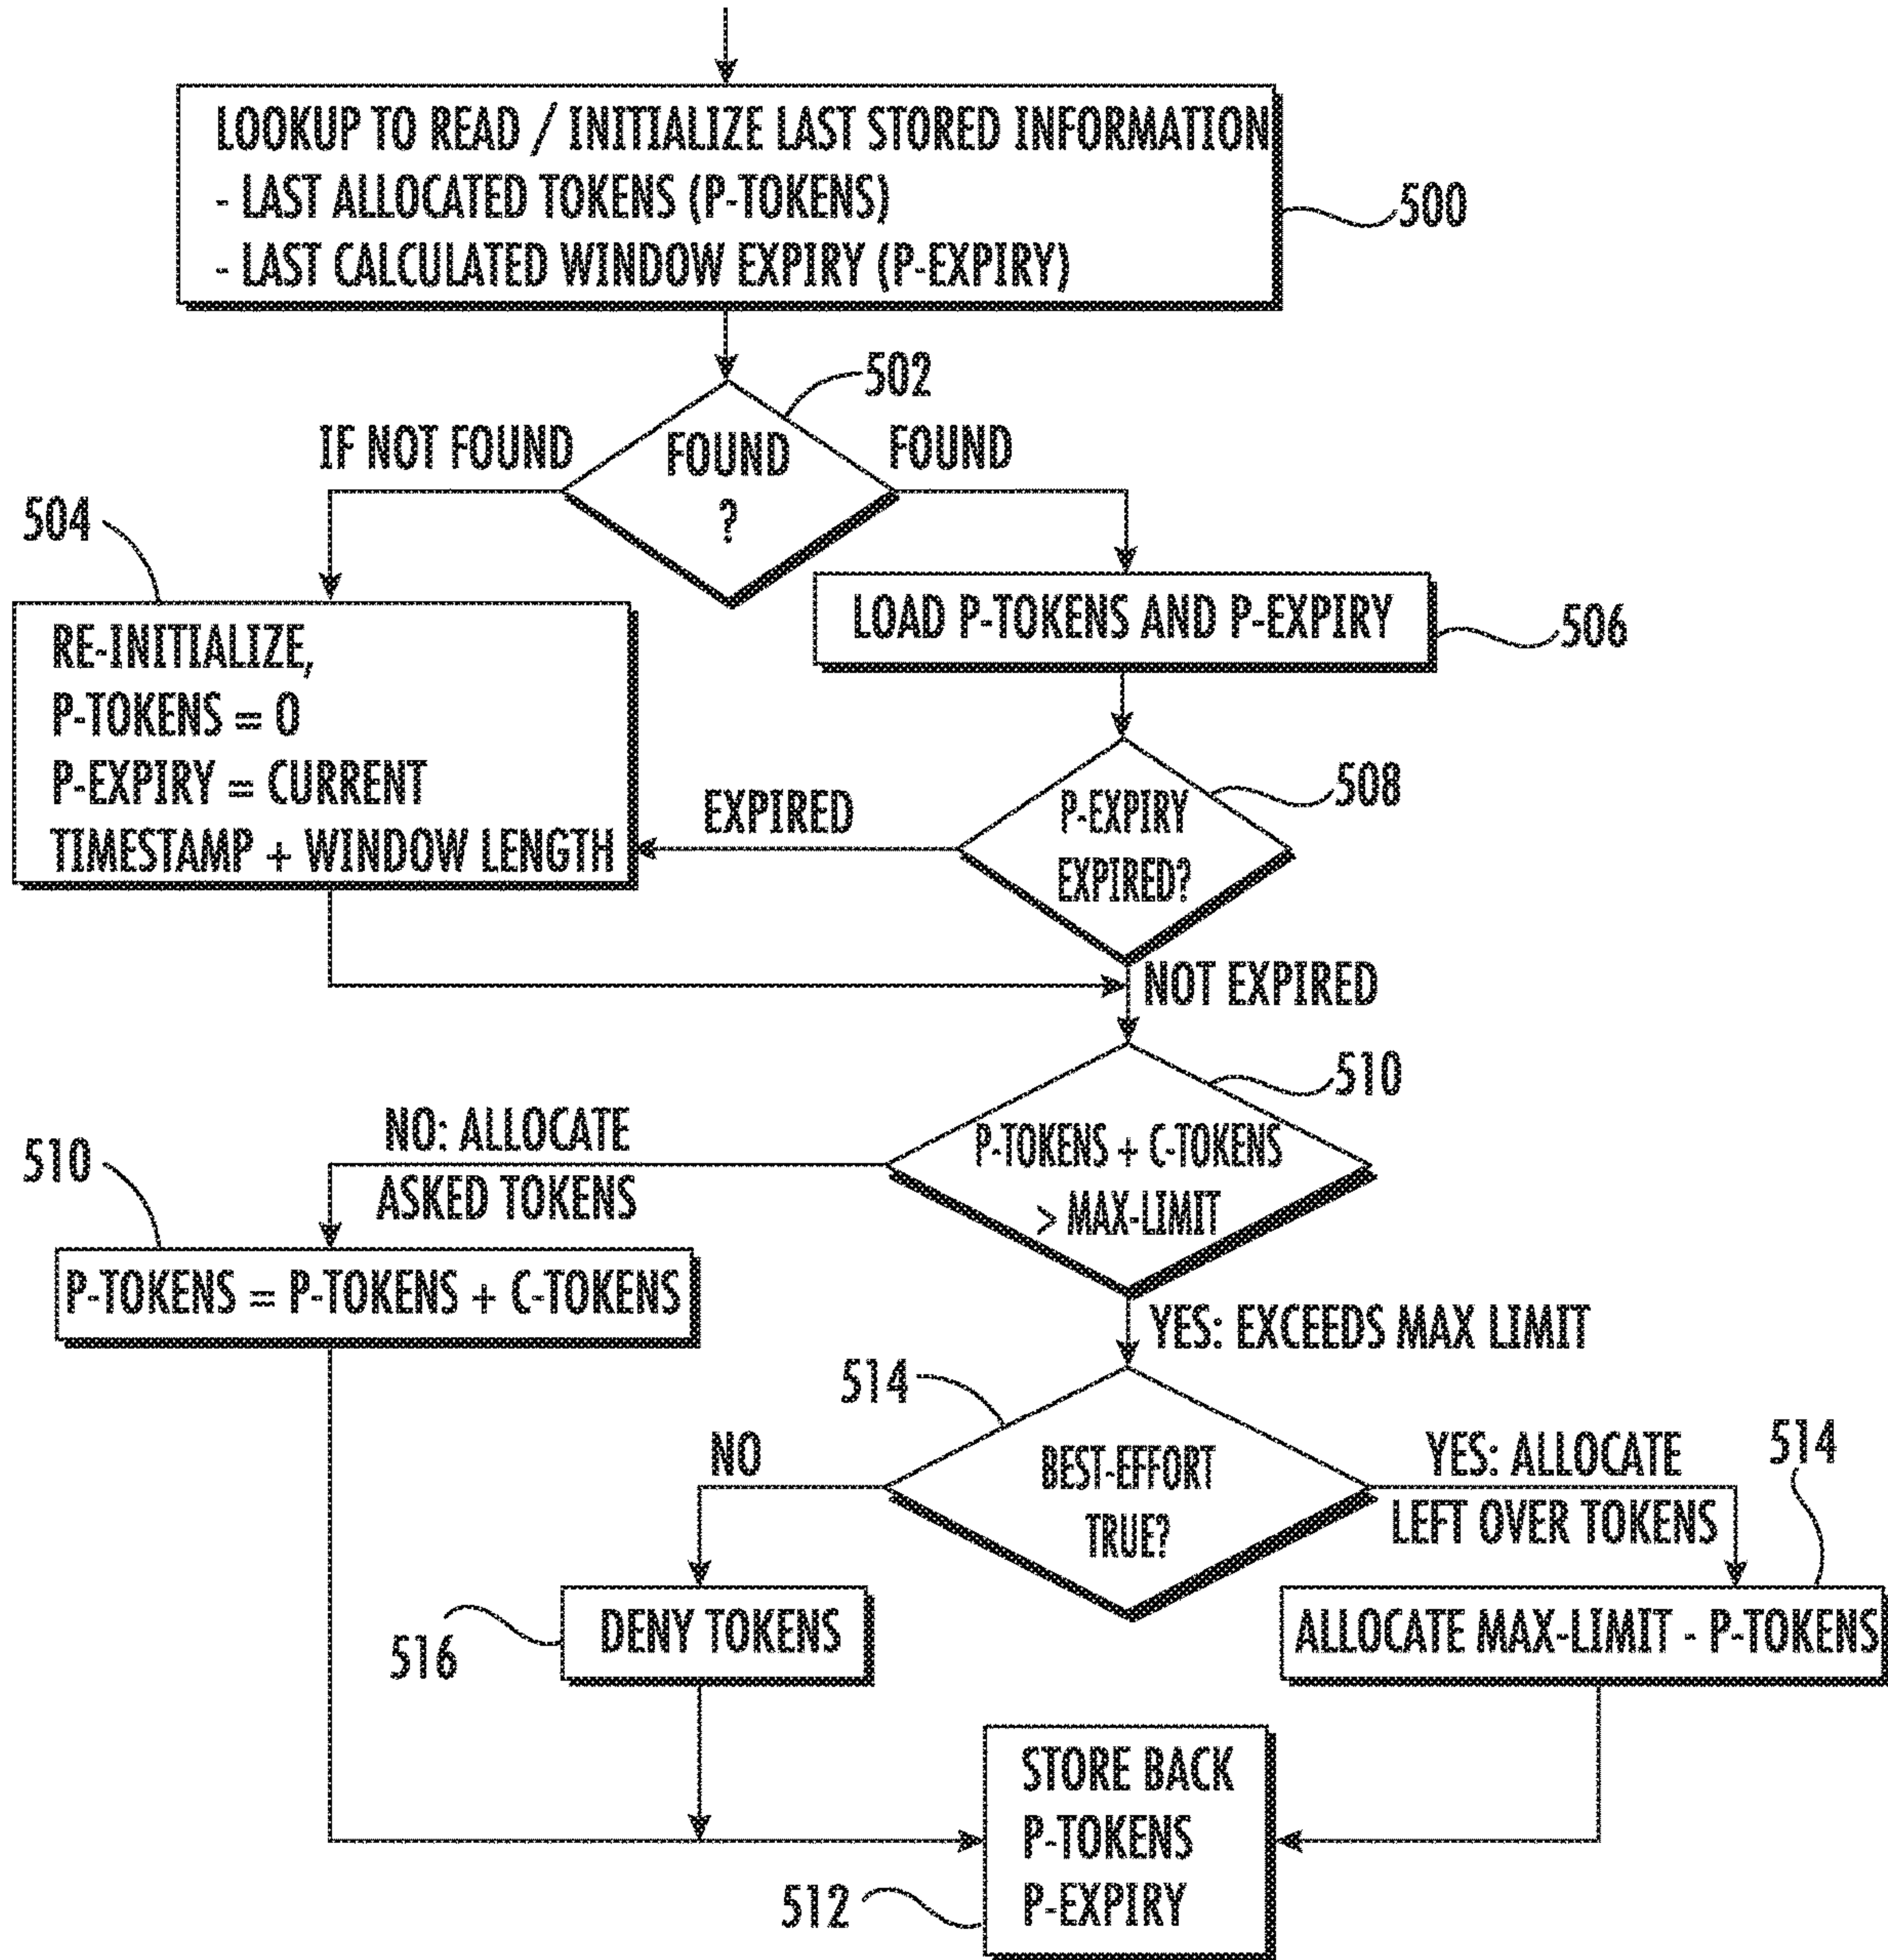 LOOKUP TO READ / INITIALIZE LAST STORED INFORMATION
- LAST ALLOCATED TOKENS (P-TOKENS)
- LAST CALCULATED WINDOW EXPIRY (P-EXPIRY)
500
502
IF NOT FOUND
FOUND
?
FOUND
504
RE-INITIALIZE,
P-TOKENS = 0
P-EXPIRY = CURRENT
TIMESTAMP + WINDOW LENGTH
LOAD P-TOKENS AND P-EXPIRY
506
EXPIRED
P-EXPIRY
EXPIRED?
508
NOT EXPIRED
510
NO: ALLOCATE
ASKED TOKENS
P-TOKENS + C-TOKENS
> MAX-LIMIT
510
P-TOKENS = P-TOKENS + C-TOKENS
YES: EXCEEDS MAX LIMIT
514
NO
BEST-EFFORT
TRUE?
YES: ALLOCATE
LEFT OVER TOKENS
514
DENY TOKENS
516
ALLOCATE MAX-LIMIT - P-TOKENS
STORE BACK
P-TOKENS
P-EXPIRY
512